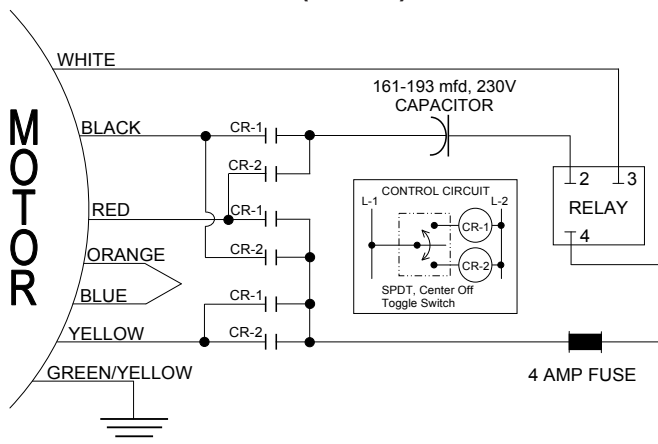 WHITE
161-193 mfd, 230V
CAPACITOR
MOTOR
BLACK
CR-1
CR-2
RED
CR-1
CR-2
ORANGE
BLUE
CR-1
YELLOW
CR-2
GREEN/YELLOW
CONTROL CIRCUIT
L-1
L-2
CR-1
CR-2
SPDT, Center Off
Toggle Switch
2
3
RELAY
4
4 AMP FUSE